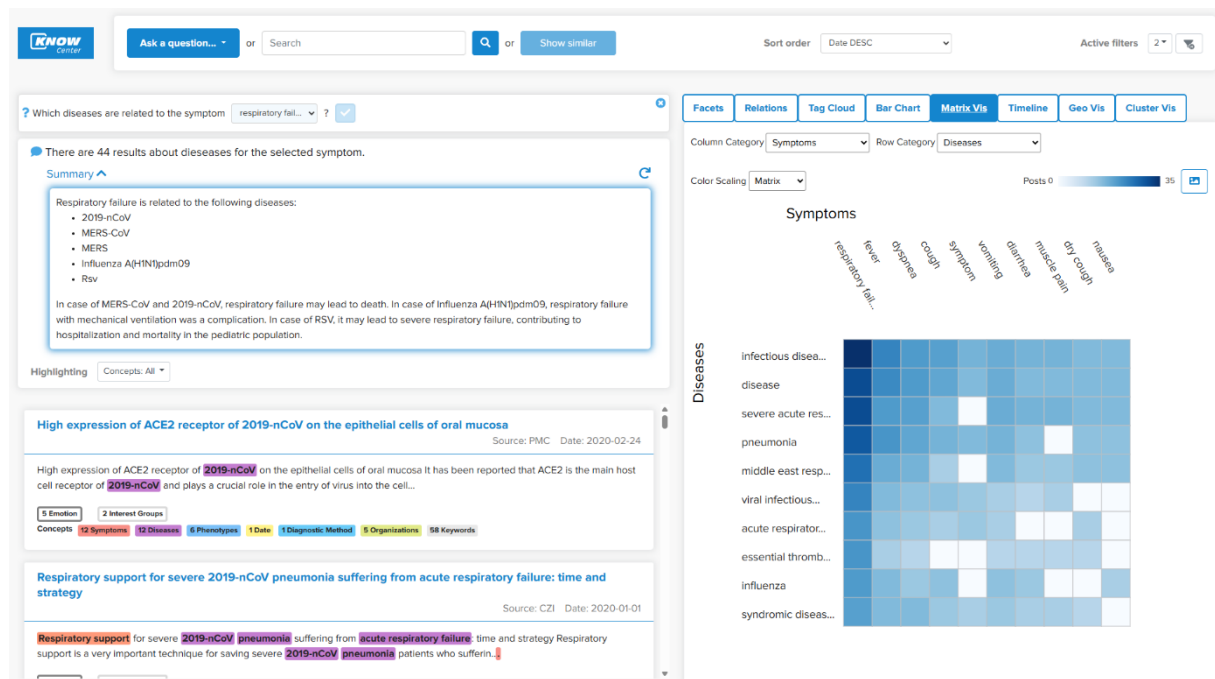 KNOW
Center
Ask a question...
or
Search
or
Show similar
Sort order
Date DESC
Active filters
2
? Which diseases are related to the symptom respiratory fail... ?
There are 44 results about dieseases for the selected symptom.
Summary
Respiratory failure is related to the following diseases:
• 2019-nCoV
• MERS-CoV
• MERS
• Influenza A(H1N1)pdm09
• Rsv
In case of MERS-CoV and 2019-nCoV, respiratory failure may lead to death. In case of Influenza A(H1N1)pdm09, respiratory failure
with mechanical ventilation was a complication. In case of RSV, it may lead to severe respiratory failure, contributing to
hospitalization and mortality in the pediatric population.
Highlighting Concepts: All
High expression of ACE2 receptor of 2019-nCoV on the epithelial cells of oral mucosa
Source: PMC Date: 2020-02-24
High expression of ACE2 receptor of 2019-nCoV on the epithelial cells of oral mucosa It has been reported that ACE2 is the main host
cell receptor of 2019-nCoV and plays a crucial role in the entry of virus into the cell...
5 Emotion 2 Interest Groups
Concepts 12 Symptoms 12 Diseases 6 Phenotypes 1 Date 1 Diagnostic Method 5 Organizations 58 Keywords
Respiratory support for severe 2019-nCoV pneumonia suffering from acute respiratory failure: time and
strategy
Source: CZI Date: 2020-01-01
Respiratory support for severe 2019-nCoV pneumonia suffering from acute respiratory failure: time and strategy Respiratory
support is a very important technique for saving severe 2019-nCoV pneumonia patients who sufferin...
Facets
Relations
Tag Cloud
Bar Chart
Matrix Vis
Timeline
Geo Vis
Cluster Vis
Column Category Symptoms Row Category Diseases
Color Scaling Matrix
Posts 0
35
Symptoms
respiratory fail...
fever
dyspnea
cough
symptom
vomiting
diarrhea
muscle pain
dry cough
nausea
Diseases
infectious disea...
disease
severe acute res...
pneumonia
middle east resp...
viral infectious...
acute respirator...
essential thromb...
influenza
syndromic diseas...